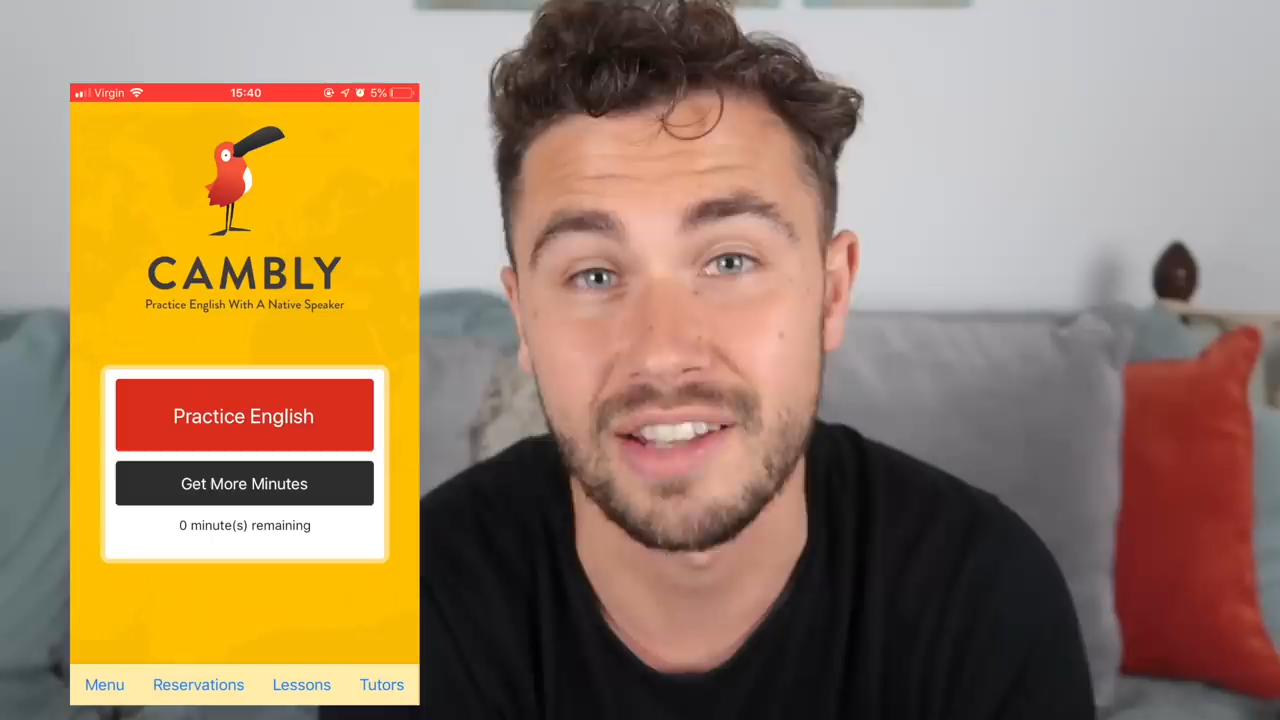 Virgin 15:40 5%
CAMBLY
Practice English With A Native Speaker
Practice English
Get More Minutes
0 minute(s) remaining
Menu Reservations Lessons Tutors